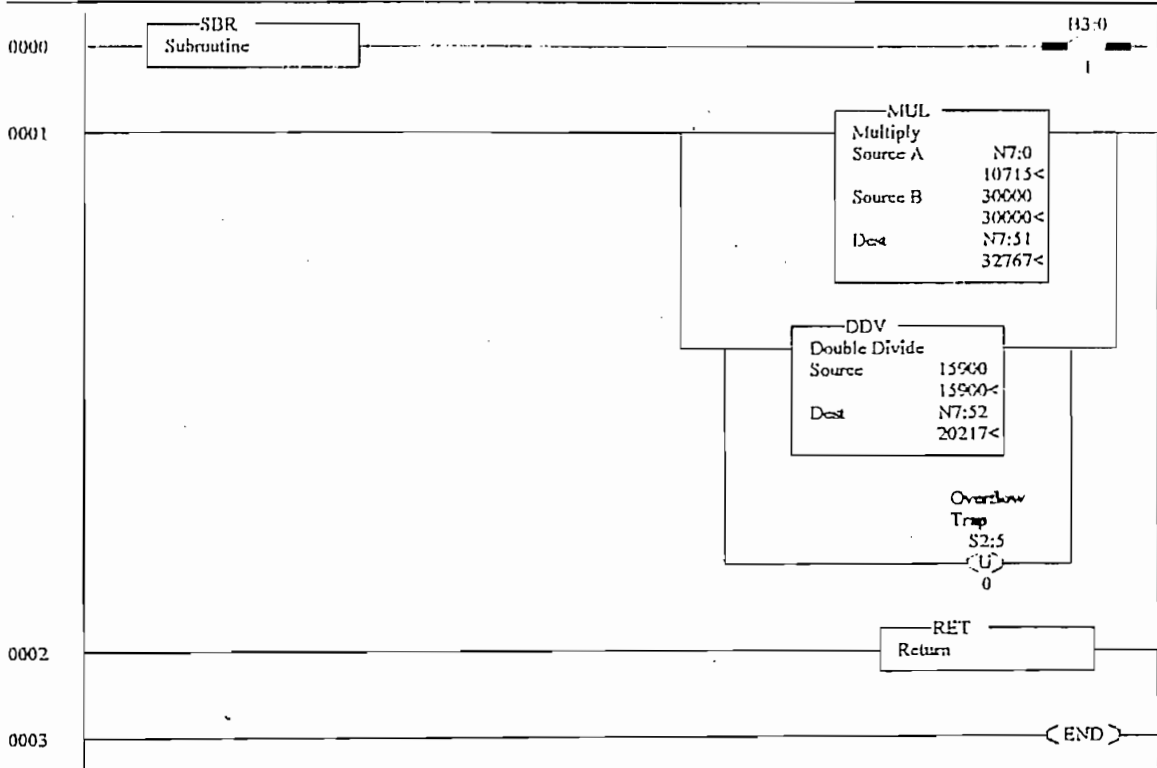 SBR
0000 Subroutine
B3:0
1
0001
MUL
Multiply
Source A N7:0
10715<
Source B 30000
30000<
Dest N7:51
32767<
DDV
Double Divide
Source 15900
15900<
Dest N7:52
20217<
Overflow
Trap
S2:5
U
0
RET
0002 Return
0003 END